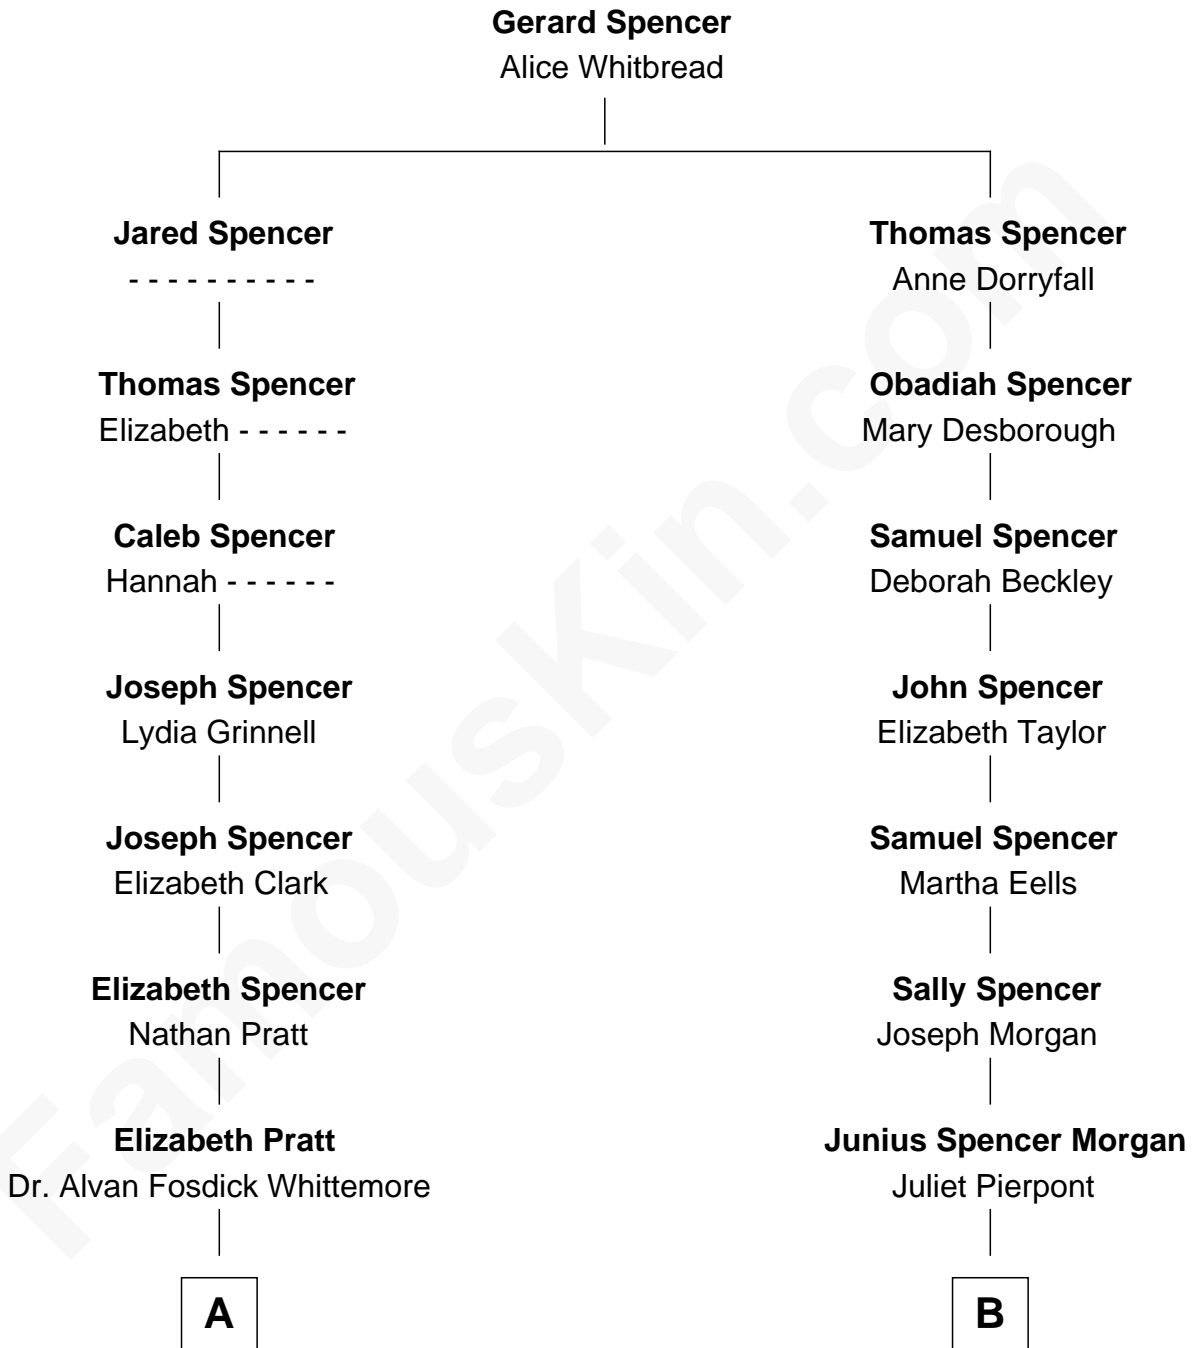 Gerard Spencer
Alice Whitbread
Jared Spencer
- - - - - - - - - -
Thomas Spencer
Elizabeth - - - - - -
Caleb Spencer
Hannah - - - - - -
Joseph Spencer
Lydia Grinnell
Joseph Spencer
Elizabeth Clark
Elizabeth Spencer
Nathan Pratt
Elizabeth Pratt
Dr. Alvan Fosdick Whittemore
A
Thomas Spencer
Anne Dorryfall
Obadiah Spencer
Mary Desborough
Samuel Spencer
Deborah Beckley
John Spencer
Elizabeth Taylor
Samuel Spencer
Martha Eells
Sally Spencer
Joseph Morgan
Junius Spencer Morgan
Juliet Pierpont
B
FamousKin.com